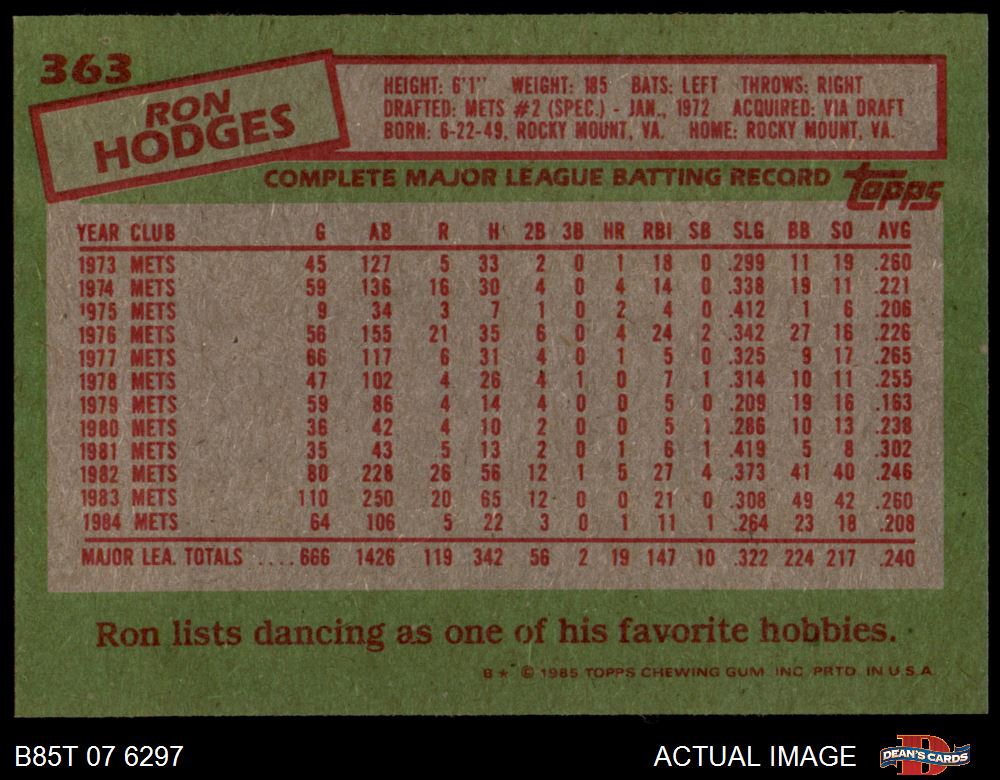 363
RON
HODGES
HEIGHT: 6'1" WEIGHT: 185 BATS: LEFT THROWS: RIGHT
DRAFTED: METS #2 (SPEC.) - JAN., 1972 ACQUIRED: VIA DRAFT
BORN: 6-22-49, ROCKY MOUNT, VA. HOME: ROCKY MOUNT, VA.
COMPLETE MAJOR LEAGUE BATTING RECORD topps
YEAR CLUB G AB R H 2B 3B HR RBI SB SLG BB SO AVG
1973 METS 45 127 5 33 2 0 1 18 0 .299 11 19 .260
1974 METS 59 136 16 30 4 0 4 14 0 .338 19 11 .221
1975 METS 9 34 3 7 1 0 2 4 0 .412 1 6 .206
1976 METS 56 155 21 35 6 0 4 24 2 .342 27 16 .226
1977 METS 66 117 6 31 4 0 1 5 0 .325 9 17 .265
1978 METS 47 102 4 26 4 1 0 7 1 .314 10 11 .255
1979 METS 59 86 4 14 4 0 0 5 0 .209 19 16 .163
1980 METS 36 42 4 10 2 0 0 5 1 .286 10 13 .238
1981 METS 35 43 5 13 2 0 1 6 1 .419 5 8 .302
1982 METS 80 228 26 56 12 1 5 27 4 .373 41 40 .246
1983 METS 110 250 20 65 12 0 0 21 0 .308 49 42 .260
1984 METS 64 106 5 22 3 0 1 11 1 .264 23 18 .208
MAJOR LEA. TOTALS ....666 1426 119 342 56 2 19 147 10 .322 224 217 .240
Ron lists dancing as one of his favorite hobbies.
B * © 1985 TOPPS CHEWING GUM, INC. PRTD. IN U.S.A.
B85T 07 6297 ACTUAL IMAGE DEAN'S CARDS